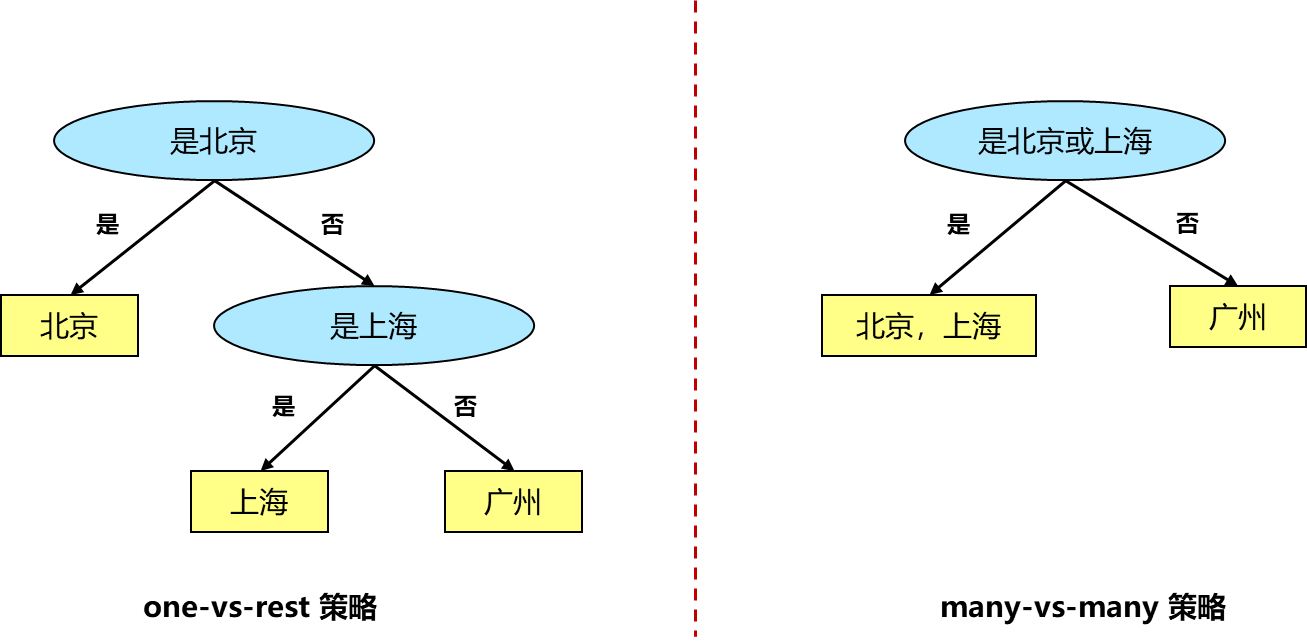 是北京
是
否
北京
是上海
是
否
上海
广州
one-vs-rest 策略
是北京或上海
是
否
北京，上海
广州
many-vs-many 策略